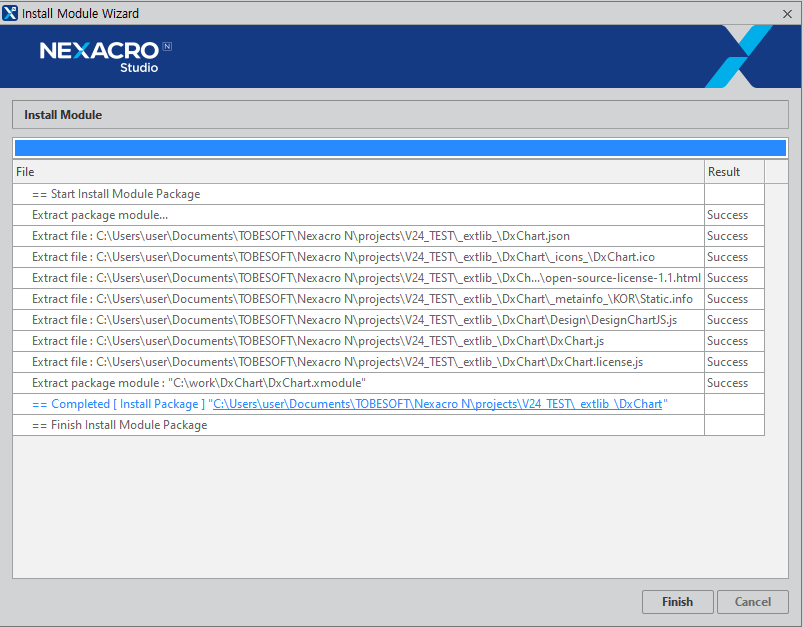 Install Module Wizard
NEXACRO N
Studio
Install Module
File Result
== Start Install Module Package
Extract package module... Success
Extract file : C:\Users\user\Documents\TOBESOFT\Nexacro N\projects\V24_TEST\_extlib_\DxChart.json Success
Extract file : C:\Users\user\Documents\TOBESOFT\Nexacro N\projects\V24_TEST\_extlib_\DxChart\_icons_\DxChart.ico Success
Extract file : C:\Users\user\Documents\TOBESOFT\Nexacro N\projects\V24_TEST\_extlib_\DxCh...\open-source-license-1.1.html Success
Extract file : C:\Users\user\Documents\TOBESOFT\Nexacro N\projects\V24_TEST\_extlib_\DxChart\_metainfo_\KOR\Static.info Success
Extract file : C:\Users\user\Documents\TOBESOFT\Nexacro N\projects\V24_TEST\_extlib_\DxChart\Design\DesignChartJS.js Success
Extract file : C:\Users\user\Documents\TOBESOFT\Nexacro N\projects\V24_TEST\_extlib_\DxChart\DxChart.js Success
Extract file : C:\Users\user\Documents\TOBESOFT\Nexacro N\projects\V24_TEST\_extlib_\DxChart\DxChart.license.js Success
Extract package module : "C:\work\DxChart\DxChart.xmodule" Success
== Completed [ Install Package ] "C:\Users\user\Documents\TOBESOFT\Nexacro N\projects\V24_TEST\_extlib_\DxChart"
== Finish Install Module Package
Finish Cancel